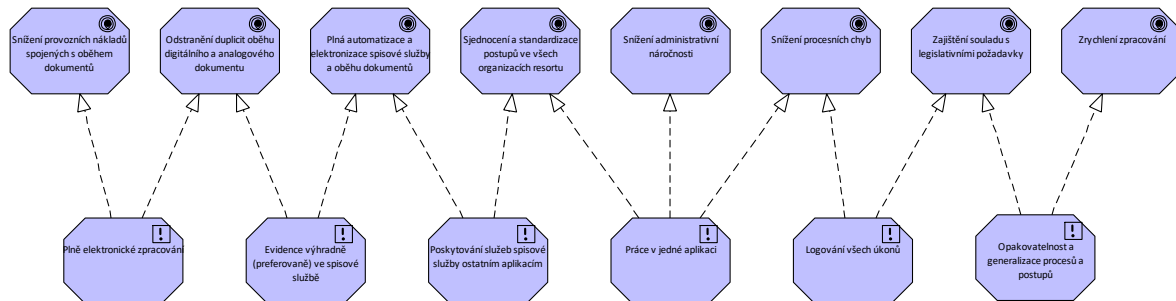 Snížení provozních nákladů
spojených s oběhem
dokumentů
Odstranění duplicit oběhu
digitálního a analogového
dokumentu
Plná automatizace a
elektronizace spisové služby
a oběhu dokumentů
Sjednocení a standardizace
postupů ve všech
organizacích resortu
Snížení administrativní
náročnosti
Snížení procesních chyb
Zajištění souladu s
legislativními požadavky
Zrychlení zpracování
Plně elektronické zpracování
Evidence výhradně
(preferovaně) ve spisové
službě
Poskytování služeb spisové
služby ostatním aplikacím
Práce v jedné aplikaci
Logování všech úkonů
Opakovatelnost a
generalizace procesů a
postupů